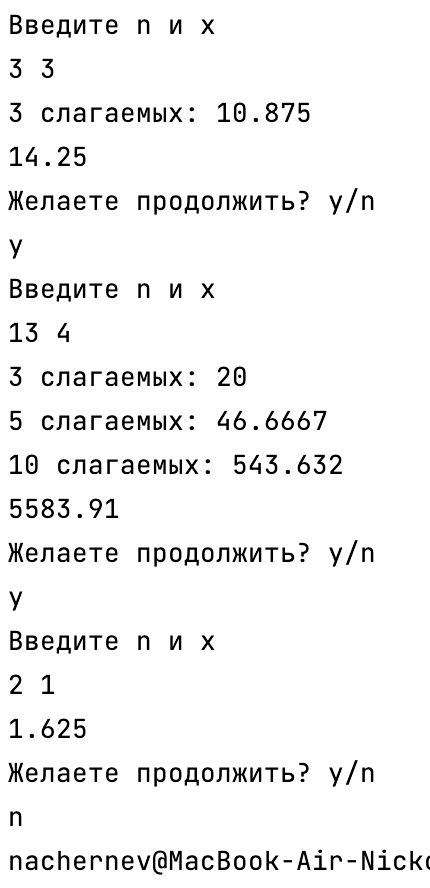 Введите n и x
3 3
3 слагаемых: 10.875
14.25
Желаете продолжить? y/n
y
Введите n и x
13 4
3 слагаемых: 20
5 слагаемых: 46.6667
10 слагаемых: 543.632
5583.91
Желаете продолжить? y/n
y
Введите n и x
2 1
1.625
Желаете продолжить? y/n
n
nachernev@MacBook-Air-Nick